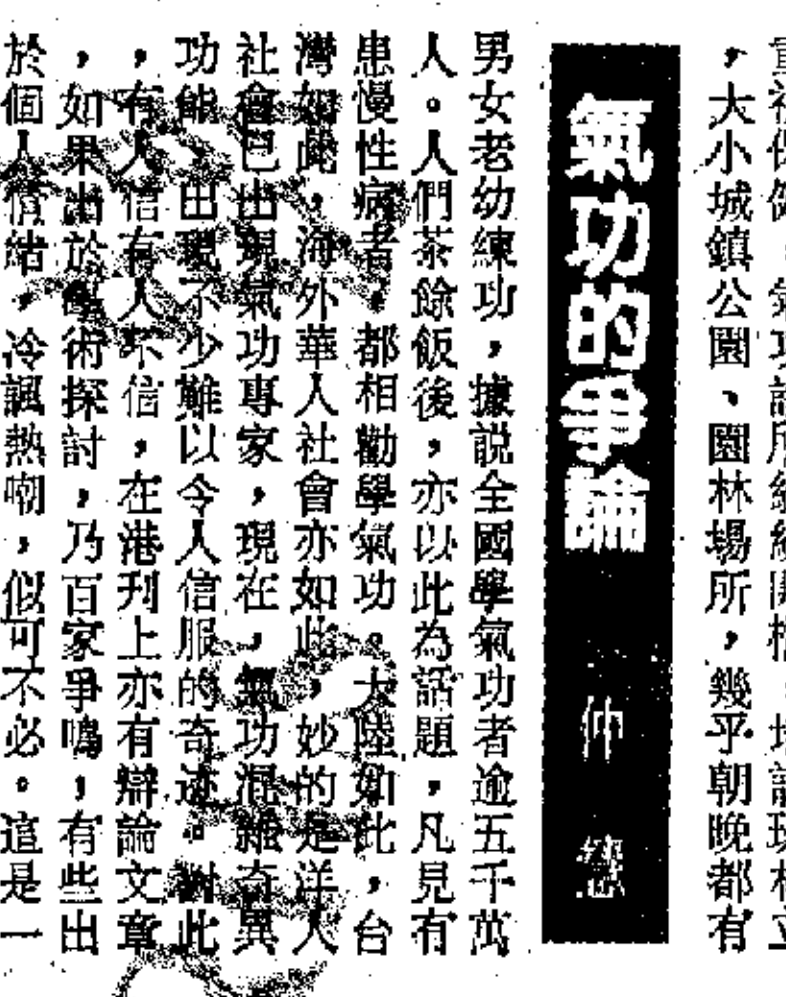 ，大小城鎮公園、園林場所，幾乎朝晚都有
氣功的爭論
仲
男女老幼練功，據説全國學氣功者逾五千萬
人。人們茶餘飯後，亦以此為話題，凡見有
患慢性病者，都相勸學氣功。大陸如此，台
灣如此，海外華人社會亦如此，妙的是洋人
社會已出現氣功專家，現在，氣功混雜奇異
功能，出現不少難以令人信服的奇迹。對此
，有人信有人不信，在港刊上亦有辯論文章
，如果出於學術探討，乃百家爭鳴，有些出
於個人情緒，冷諷熱嘲，似可不必。這是一